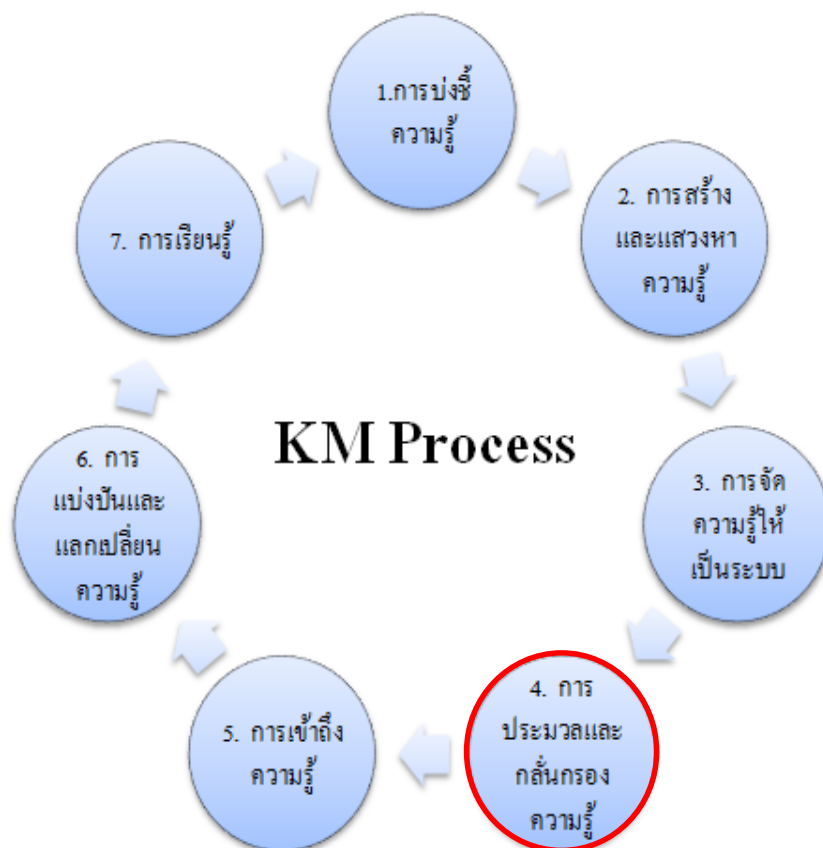 1.การบ่งชี้
ความรู้
2. การสร้าง
และแสวงหา
ความรู้
3. การจัด
ความรู้ให้
เป็นระบบ
4. การ
ประมวลและ
กลั่นกรอง
ความรู้
5. การเข้าถึง
ความรู้
6. การ
แบ่งปันและ
แลกเปลี่ยน
ความรู้
7. การเรียนรู้
KM Process